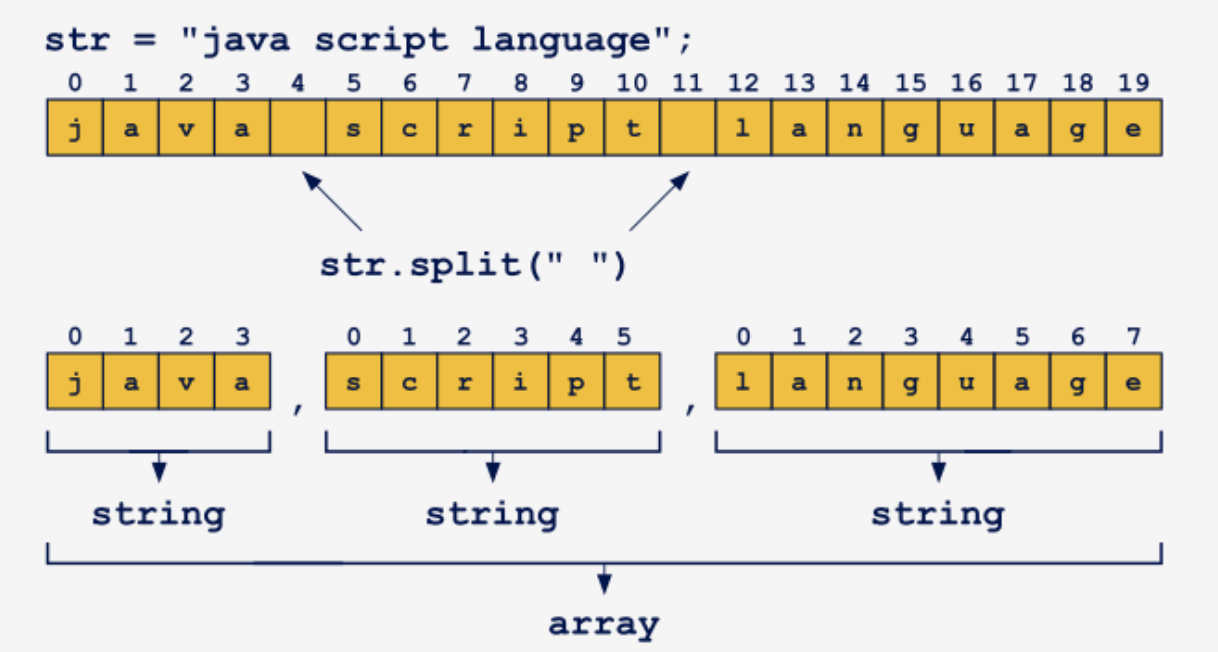 str = "java script language";
0 1 2 3 4 5 6 7 8 9 10 11 12 13 14 15 16 17 18 19
j a v a s c r i p t l a n g u a g e
str.split(" ")
0 1 2 3 0 1 2 3 4 5 0 1 2 3 4 5 6 7
j a v a , s c r i p t , l a n g u a g e
string string string
array